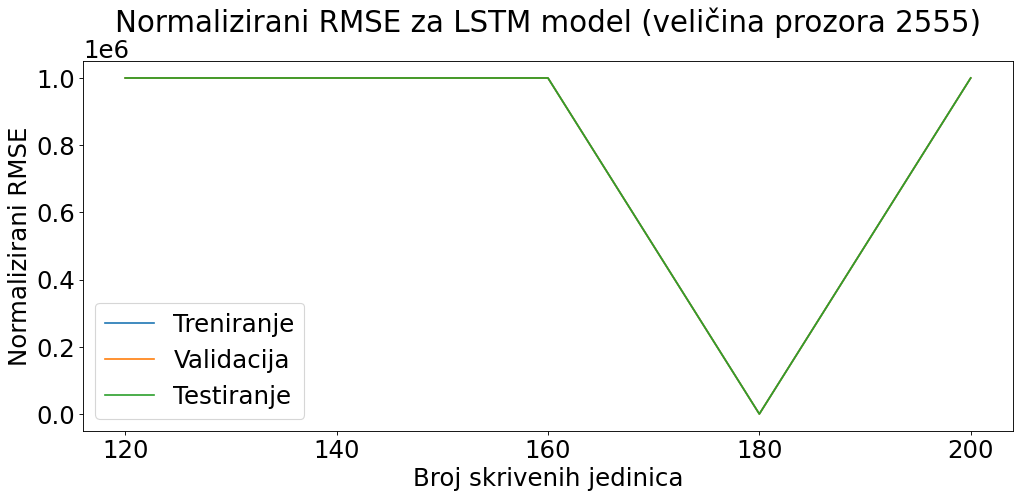 Normalizirani RMSE za LSTM model (veličina prozora 2555)
1e6
1.0
0.8
0.6
0.4
0.2
0.0
Normalizirani RMSE
Treniranje
Validacija
Testiranje
120 140 160 180 200
Broj skrivenih jedinica